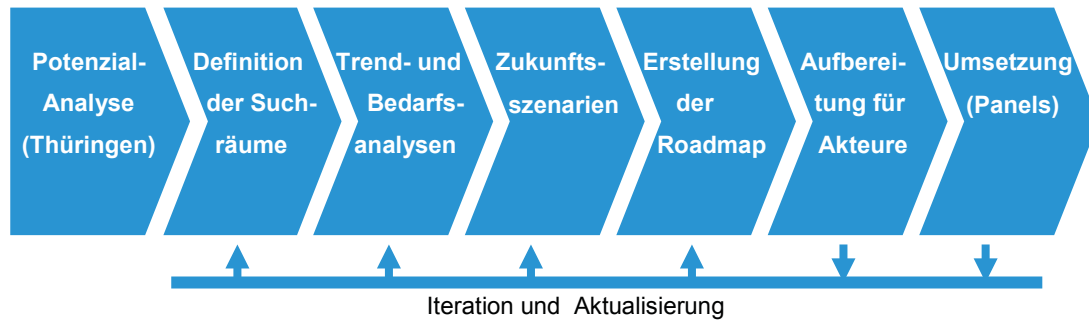 Potenzial-
Analyse
(Thüringen)
Definition
der Such-
räume
Trend- und
Bedarfs-
analysen
Zukunfts-
szenarien
Erstellung
der
Roadmap
Aufberei-
tung für
Akteure
Umsetzung
(Panels)
Iteration und Aktualisierung